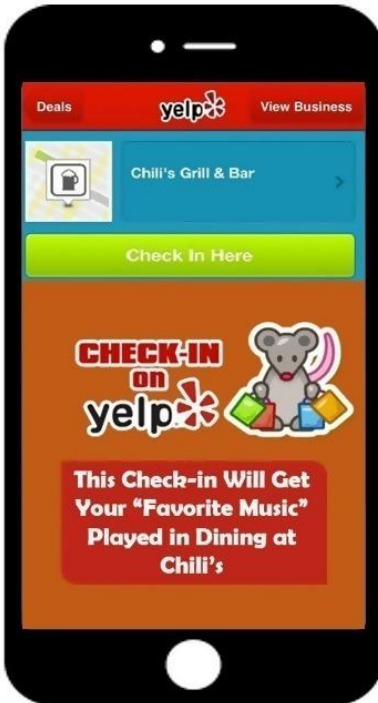 Deals yelp View Business
Chili's Grill & Bar
Check In Here
CHECK-IN
on
yelp
This Check-in Will Get
Your “Favorite Music”
Played in Dining at
Chili’s